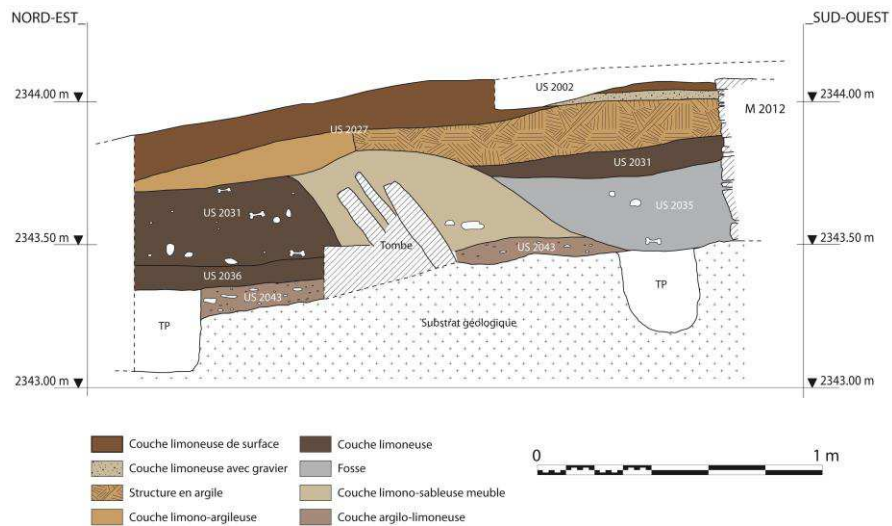 NORD-EST
SUD-OUEST
US 2002
2344.00 m
2344.00 m
M 2012
US 2027
US 2031
US 2031
US 2035
2343.50 m
Tombe
US 2043
2343.50 m
US 2036
US 2043
TP
TP
Substrat géologique
2343.00 m
2343.00 m
Couche limoneuse de surface
Couche limoneuse avec gravier
Structure en argile
Couche limono-argileuse
Couche limoneuse
Fosse
Couche limono-sableuse meuble
Couche argilo-limoneuse
0
1 m